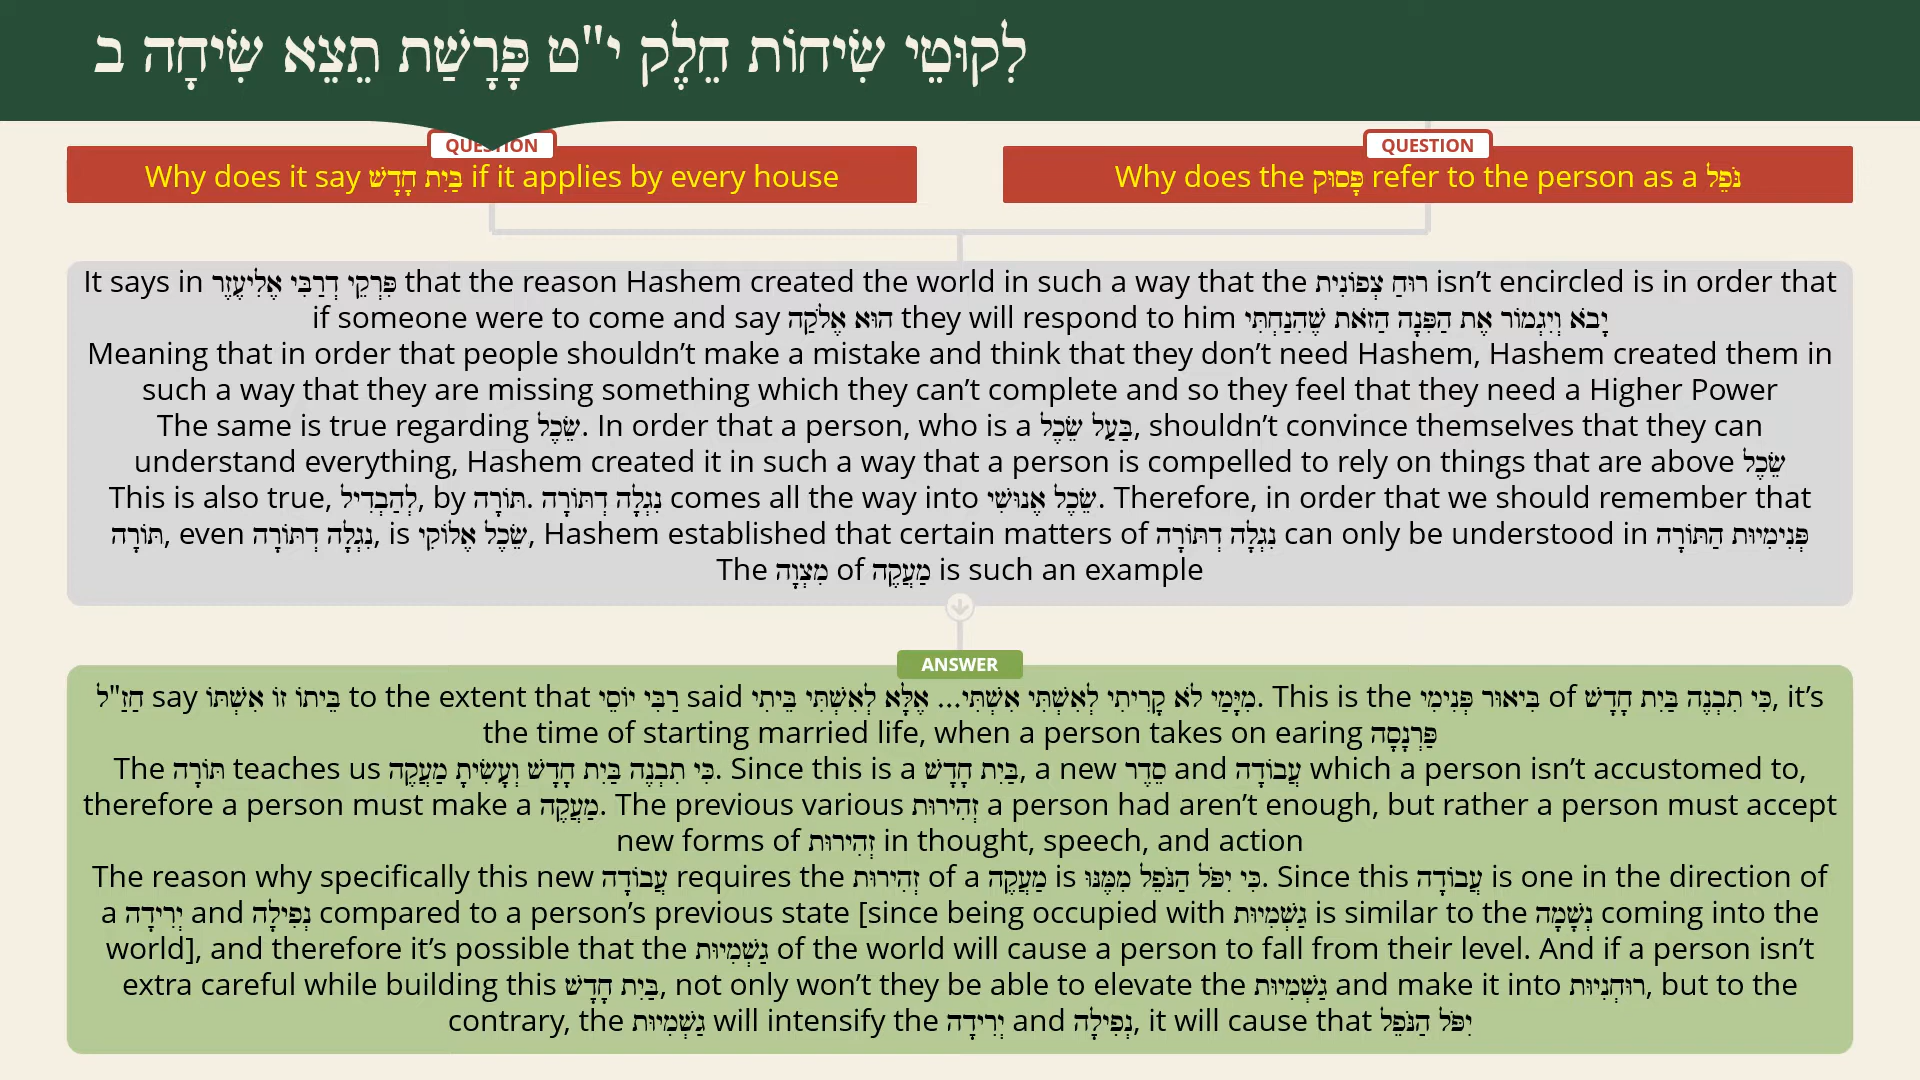 לִקוּטֵי שִׂיחוֹת חֵלֶק י"ט פָּרָשַׁת תֵצֵא שִׂיחָה ב
QUESTION
Why does it say בַּיִת חָדָשׁ if it applies by every house
QUESTION
Why does the פָּסוּק refer to the person as a נֹפֵל
It says in פִּרְקֵי דְרַבִּי אֱלִיעֶזֶר that the reason Hashem created the world in such a way that the רוּחַ צְפוֹנִית isn’t encircled is in order that
if someone were to come and say הוּא אֱלֹקַה they will respond to him יָבֹא וְיִגְמוֹר אֶת הַפִּנָּה הַזֹּאת שֶׁהִנַּחְתִּי
Meaning that in order that people shouldn’t make a mistake and think that they don’t need Hashem, Hashem created them in
such a way that they are missing something which they can’t complete and so they feel that they need a Higher Power
The same is true regarding שֵׂכֶל. In order that a person, who is a בַּעַל שֵׂכֶל, shouldn’t convince themselves that they can
understand everything, Hashem created it in such a way that a person is compelled to rely on things that are above שֵׂכֶל
This is also true, לְהַבְדִיל, by תּוֹרָה. נִגְלָה דְתּוֹרָה comes all the way into שֵׂכֶל אֱנוּשִׁי. Therefore, in order that we should remember that
תּוֹרָה, even נִגְלָה דְתּוֹרָה, is שֵׂכֶל אֱלוֹקִי, Hashem established that certain matters of נִגְלָה דְתּוֹרָה can only be understood in פְּנִימִיּוּת הַתּוֹרָה
The מִצְוָה of מַעֲקֶה is such an example
ANSWER
חַזַ"ל say בֵּיתוֹ זוֹ אִשְׁתּוֹ to the extent that רַבִּי יוֹסֵי said מִיָּמַי לֹא קָרִיתִי לְאִשְׁתִּי אִשְׁתִּי... אֶלָּא לְאִשְׁתִּי בֵּיתִי. This is the בִּיאוּר פְּנִימִי of כִּי תִבְנֶה בַּיִת חָדָשׁ, it’s
the time of starting married life, when a person takes on earing פַּרְנָסָה
The תּוֹרָה teaches us כִּי תִבְנֶה בַּיִת חָדָשׁ וְעָשִׂיתָ מַעֲקֶה. Since this is a בַּיִת חָדָשׁ, a new סֵדֶר and עֲבוֹדָה which a person isn’t accustomed to,
therefore a person must make a מַעֲקֶה. The previous various זְהִירוּת a person had aren’t enough, but rather a person must accept
new forms of זְהִירוּת in thought, speech, and action
The reason why specifically this new עֲבוֹדָה requires the זְהִירוּת of a מַעֲקֶה is כִּי יִפֹּל הַנֹּפֵל מִמֶּנּוּ. Since this עֲבוֹדָה is one in the direction of
a יְרִידָה and נְפִילָה compared to a person’s previous state [since being occupied with גַשְׁמִיּוּת is similar to the נְשָׁמָה coming into the
world], and therefore it’s possible that the גַשְׁמִיּוּת of the world will cause a person to fall from their level. And if a person isn’t
extra careful while building this בַּיִת חָדָשׁ, not only won’t they be able to elevate the גַשְׁמִיּוּת and make it into רוּחְנִיּוּת, but to the
contrary, the גַשְׁמִיּוּת will intensify the יְרִידָה and נְפִילָה, it will cause that יִפֹּל הַנֹּפֵל